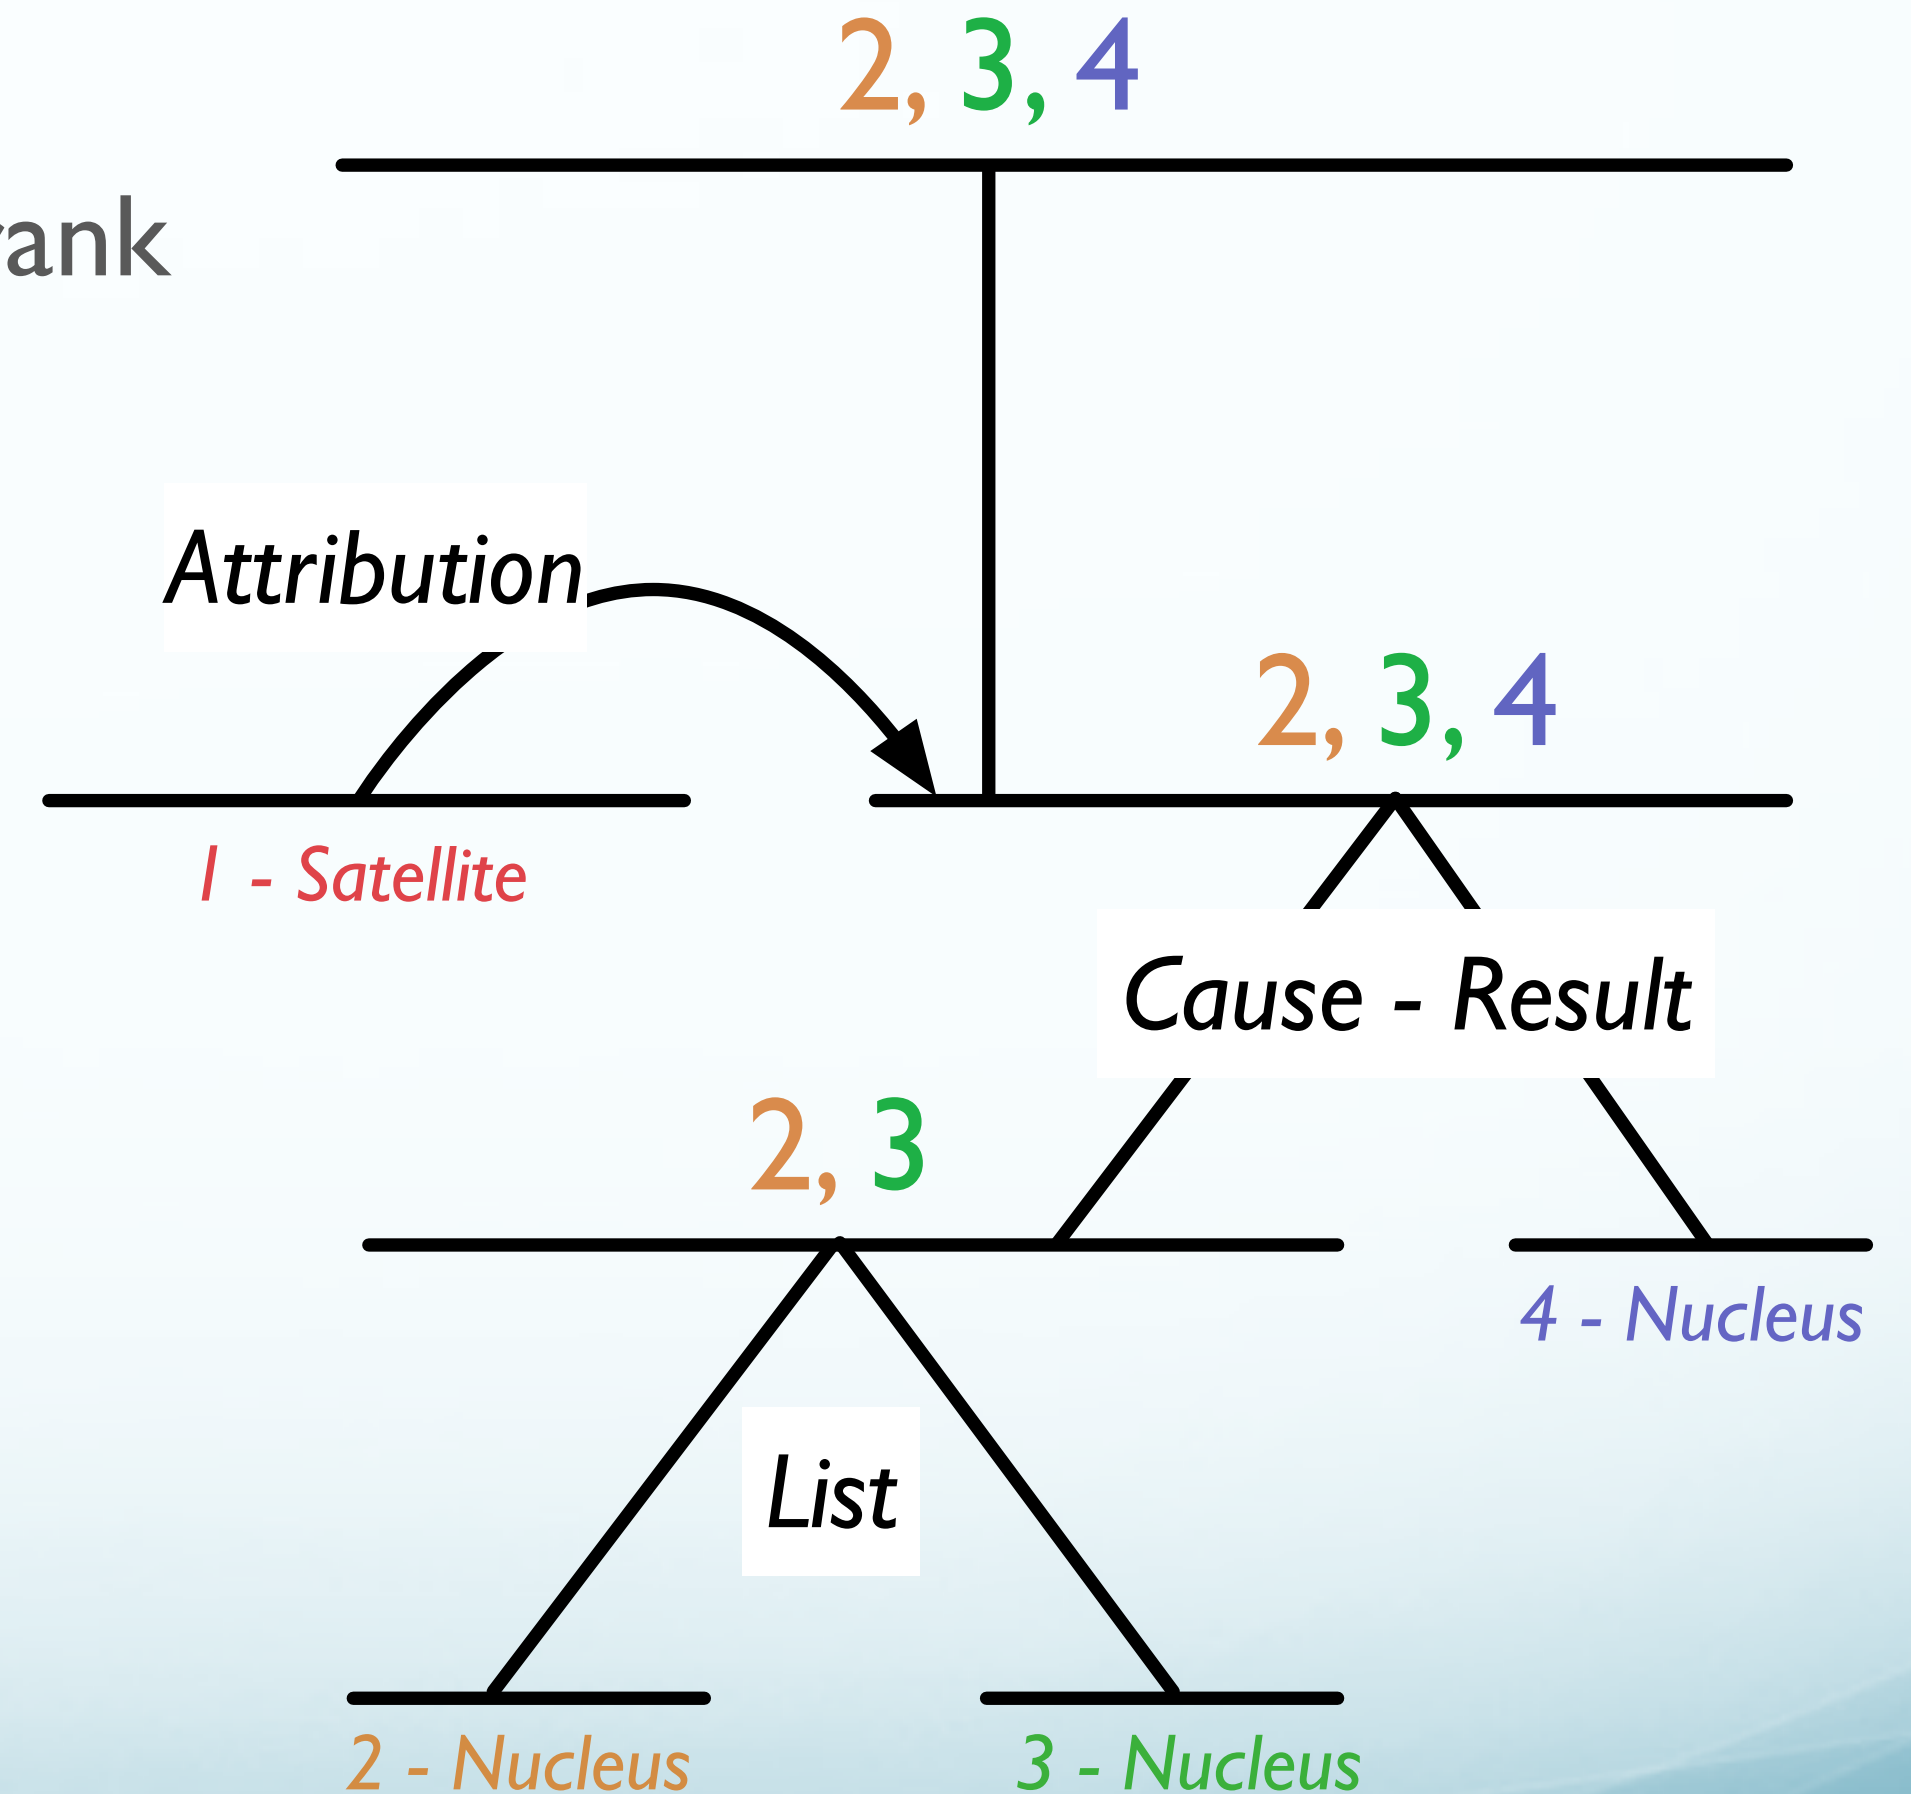 2, 3, 4
ank
Attribution
2, 3, 4
1 - Satellite
Cause - Result
2, 3
4 - Nucleus
List
2 - Nucleus
3 - Nucleus